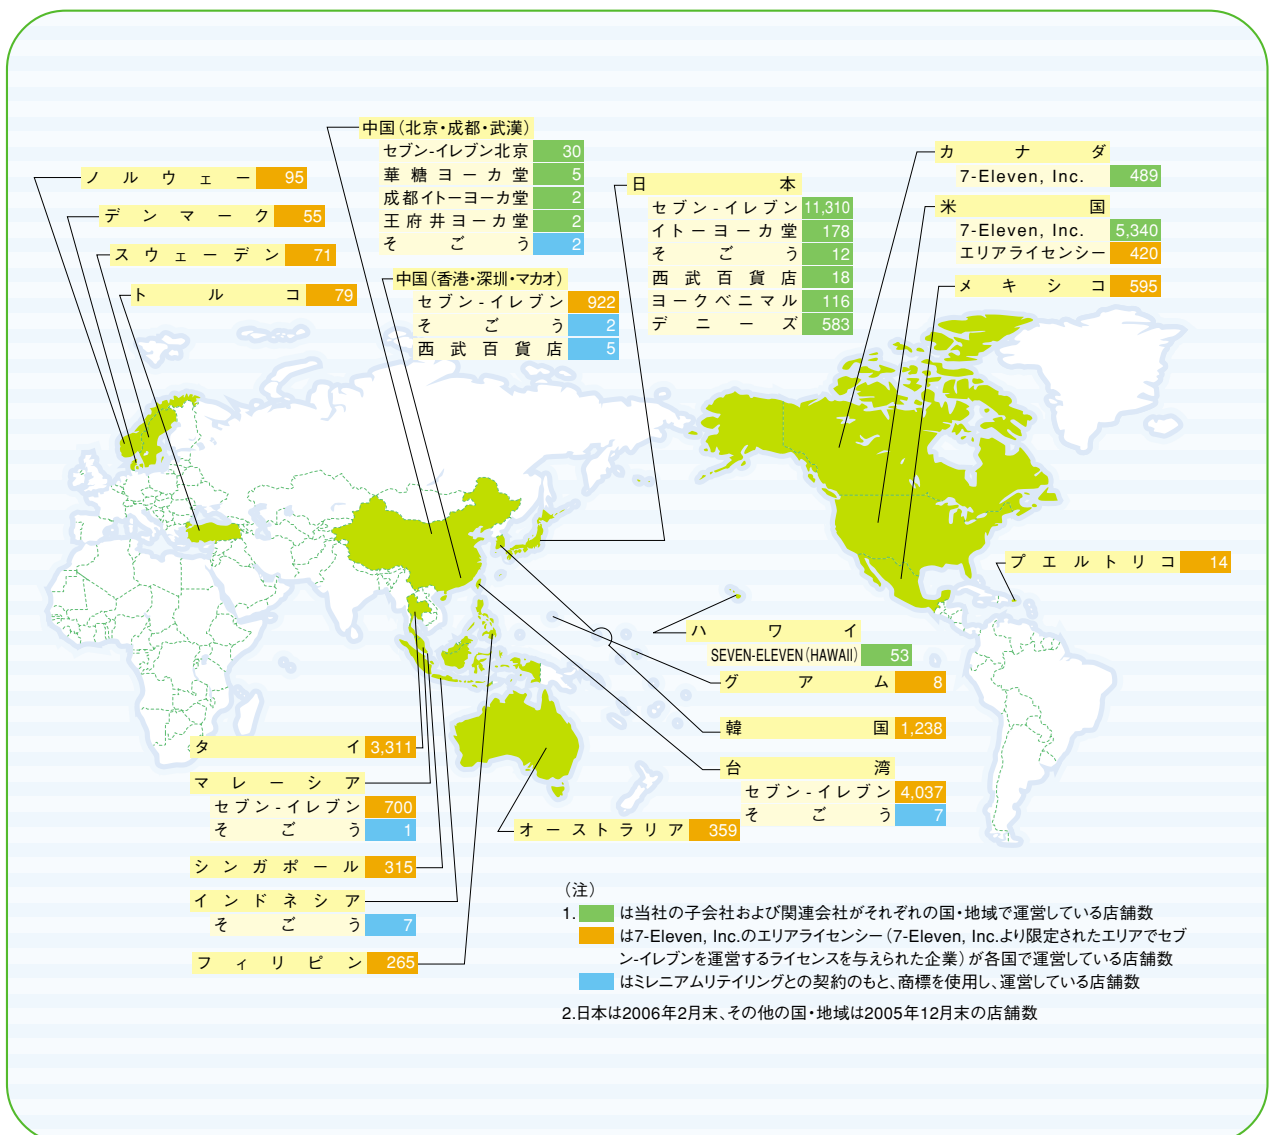 中国（北京・成都・武漢）
セブン-イレブン北京 30
華糖ヨーカ堂 5
成都イトーヨーカ堂 2
王府井ヨーカ堂 2
そごう 2
ノルウェー 95
デンマーク 55
スウェーデン 71
トルコ 79
中国（香港・深圳・マカオ）
セブン-イレブン 922
そごう 2
西武百貨店 5
日本
セブン-イレブン 11,310
イトーヨーカ堂 178
そごう 12
西武百貨店 18
ヨークベニマル 116
デニーズ 583
カナダ
7-Eleven, Inc. 489
米国
7-Eleven, Inc. 5,340
エリアライセンシー 420
メキシコ 595
プエルトリコ 14
ハワイ
SEVEN-ELEVEN（HAWAII） 53
グアム 8
韓国 1,238
台湾
セブン-イレブン 4,037
そごう 7
オーストラリア 359
タイ 3,311
マレーシア
セブン-イレブン 700
そごう 1
シンガポール 315
インドネシア
そごう 7
フィリピン 265
（注）
1. は当社の子会社および関連会社がそれぞれの国・地域で運営している店舗数
は7-Eleven, Inc.のエリアライセンシー（7-Eleven, Inc.より限定されたエリアでセブ
ン-イレブンを運営するライセンスを与えられた企業）が各国で運営している店舗数
はミレニアムリテイリングとの契約のもと、商標を使用し、運営している店舗数
2.日本は2006年2月末、その他の国・地域は2005年12月末の店舗数